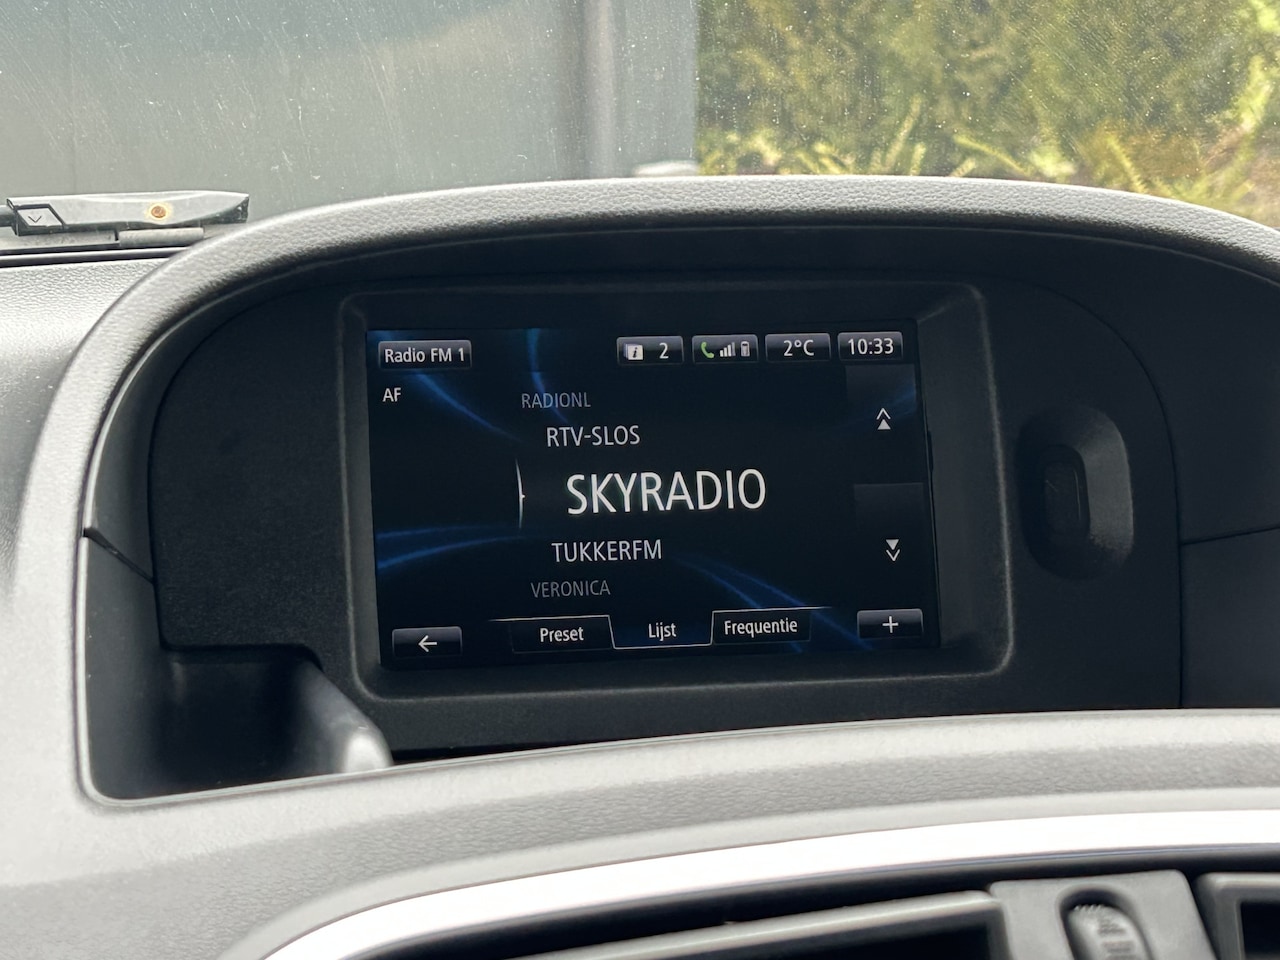 Radio FM 1
2
2°C
10:33
AF
RADIONL
RTV-SLOS
SKYRADIO
TUKKERFM
VERONICA
Preset
Lijst
Frequentie
+